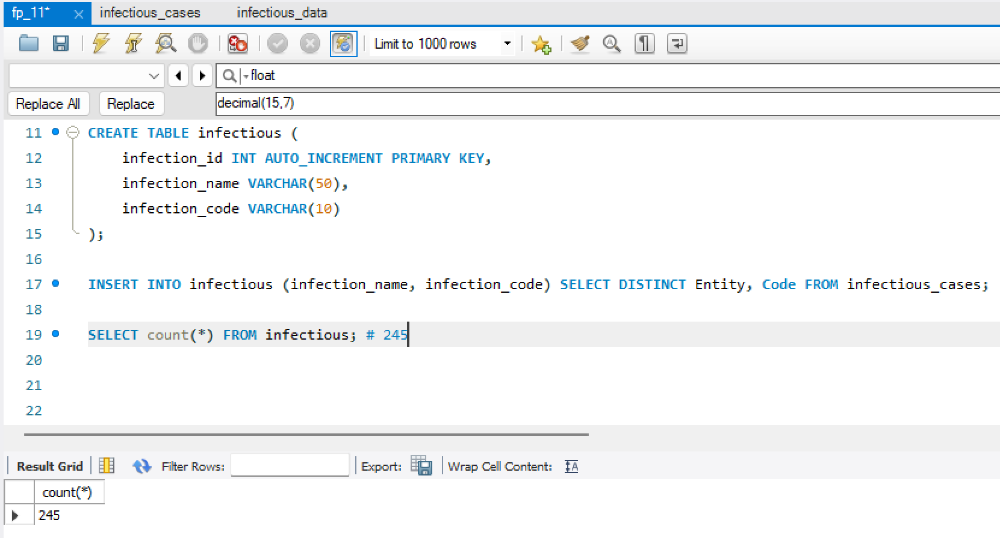 fp_11* infectious_cases infectious_data
Limit to 1000 rows
float
Replace All Replace decimal(15,7)
11 CREATE TABLE infectious (
12 infection_id INT AUTO_INCREMENT PRIMARY KEY,
13 infection_name VARCHAR(50),
14 infection_code VARCHAR(10)
15 );
16
17 INSERT INTO infectious (infection_name, infection_code) SELECT DISTINCT Entity, Code FROM infectious_cases;
18
19 SELECT count(*) FROM infectious; # 245
20
21
22
Result Grid Filter Rows: Export: Wrap Cell Content:
count(*)
245